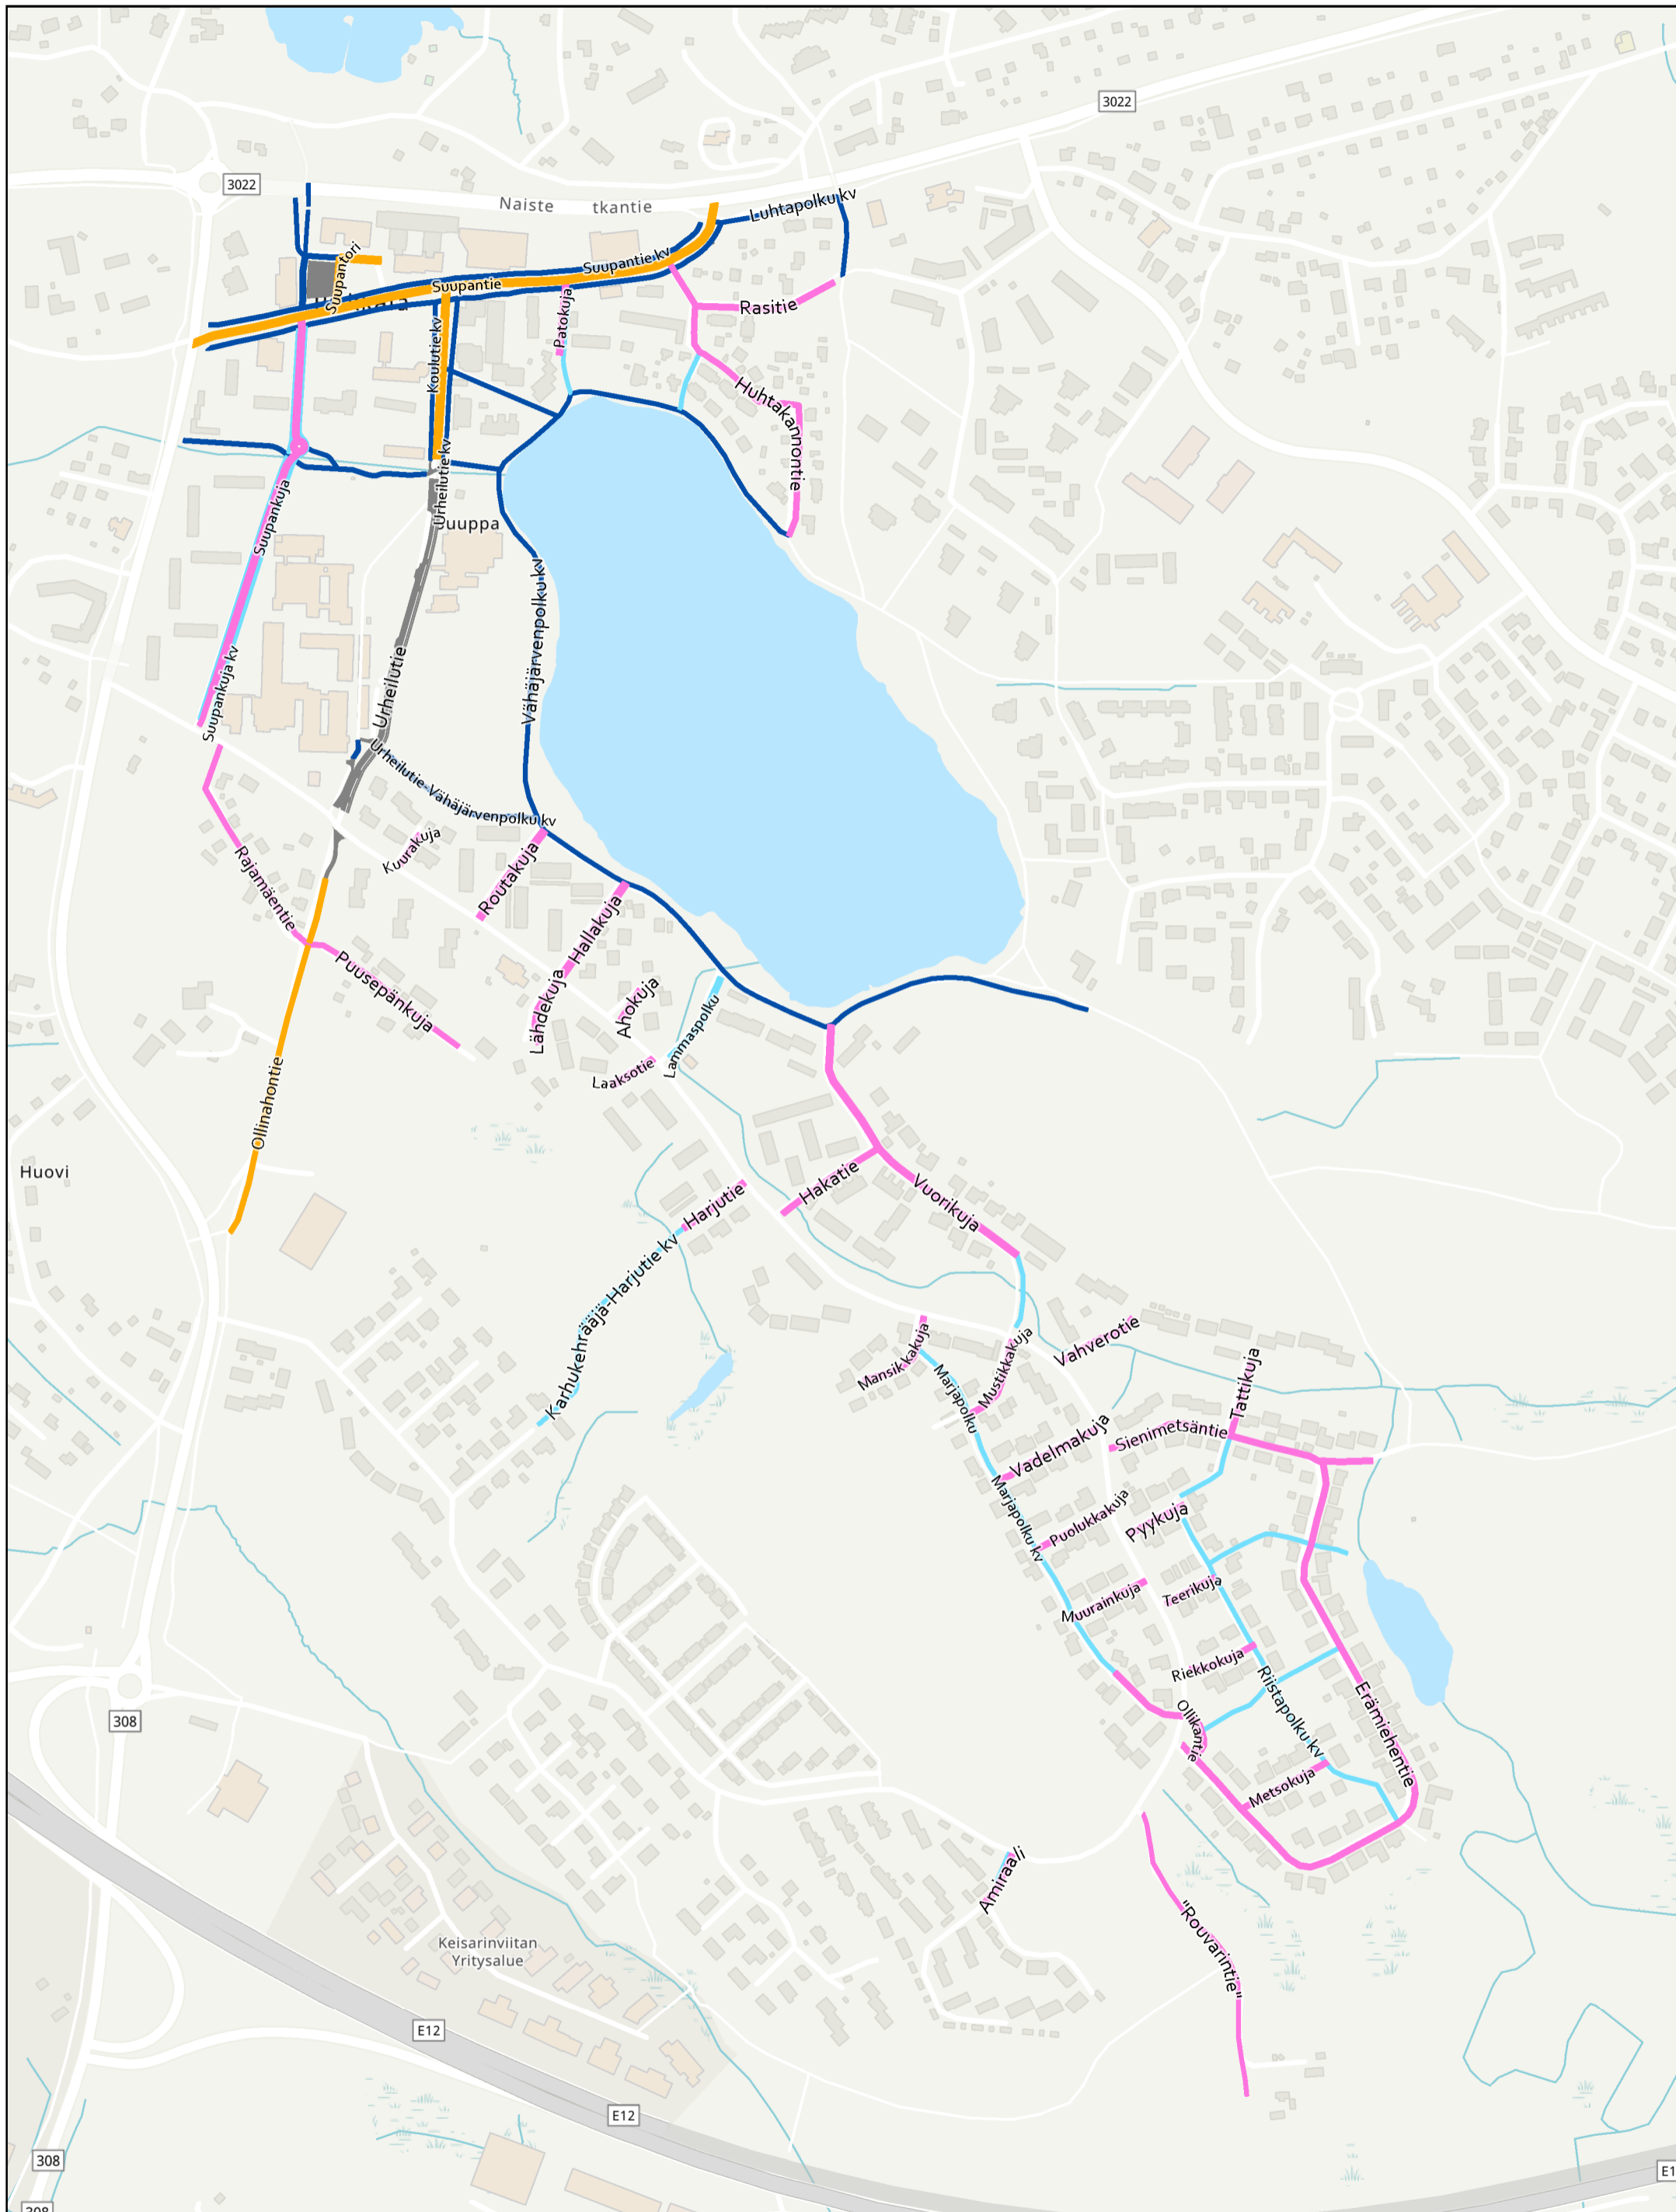 3022
3022
Naiste tkantie
Luhtapolku kv
Suupantori
Suupantie kv
Suupantie
Rasitie
Patokuja
Koulutie kv
Huhtakannontie
Urheilutie kv
Suupankuja
Vähäjärvenpolku kv
Suupankuja kv
Urheilutie
Urheilutie-Vähäjärvenpolku kv
Kuurakuja
Routakuja
Rajamäentie
Hallakuja
Puusepänkuja
Lähdekuja
Ahokuja
Lammaspolku
Laaksotie
Ollinahontie
Huovi
Hakatie
Harjutie
Vuorikuja
Karhukehrääjä-Harjutie kv
Mansikkakuja
Mustikkakuja
Vahverotie
Tattikuja
Marjapolku
Sienimetsäntie
Vadelmakuja
Marjapolku kv
Puolukkakuja
Pyykuja
Muurainkuja
Teerikuja
Riekkokuja
Riistapolku kv
Ollikantie
Erämiehentie
308
Metsokuja
Amiraali
"Rouvarintie"
Keisarinviitan
Yritysalue
E12
E12
308
308